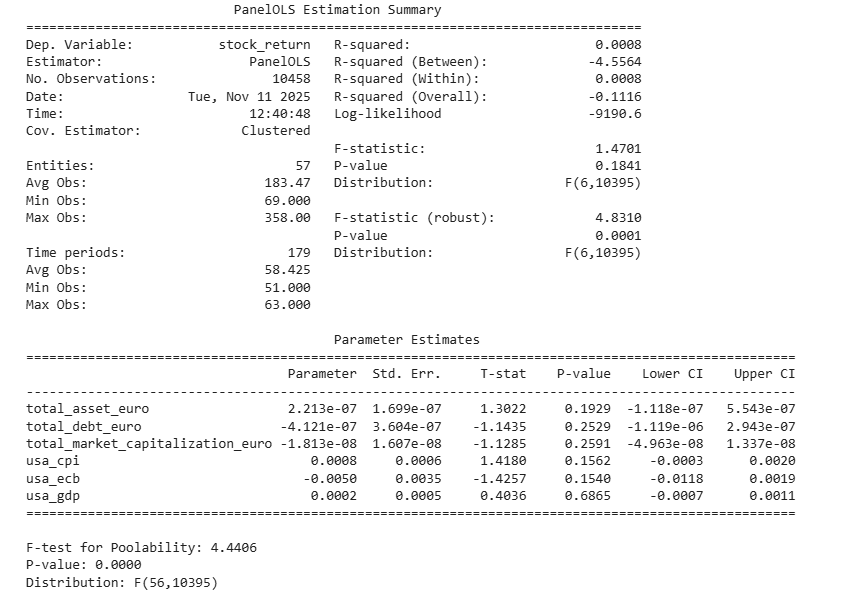 PanelOLS Estimation Summary
================================================================================
Dep. Variable: stock_return R-squared: 0.0008
Estimator: PanelOLS R-squared (Between): -4.5564
No. Observations: 10458 R-squared (Within): 0.0008
Date: Tue, Nov 11 2025 R-squared (Overall): -0.1116
Time: 12:40:48 Log-likelihood -9190.6
Cov. Estimator: Clustered
F-statistic: 1.4701
Entities: 57 P-value 0.1841
Avg Obs: 183.47 Distribution: F(6,10395)
Min Obs: 69.000
Max Obs: 358.00 F-statistic (robust): 4.8310
P-value 0.0001
Time periods: 179 Distribution: F(6,10395)
Avg Obs: 58.425
Min Obs: 51.000
Max Obs: 63.000
Parameter Estimates
====================================================================================================
Parameter Std. Err. T-stat P-value Lower CI Upper CI
----------------------------------------------------------------------------------------------------
total_asset_euro 2.213e-07 1.699e-07 1.3022 0.1929 -1.118e-07 5.543e-07
total_debt_euro -4.121e-07 3.604e-07 -1.1435 0.2529 -1.119e-06 2.943e-07
total_market_capitalization_euro -1.813e-08 1.607e-08 -1.1285 0.2591 -4.963e-08 1.337e-08
usa_cpi 0.0008 0.0006 1.4180 0.1562 -0.0003 0.0020
usa_ecb -0.0050 0.0035 -1.4257 0.1540 -0.0118 0.0019
usa_gdp 0.0002 0.0005 0.4036 0.6865 -0.0007 0.0011
====================================================================================================
F-test for Poolability: 4.4406
P-value: 0.0000
Distribution: F(56,10395)